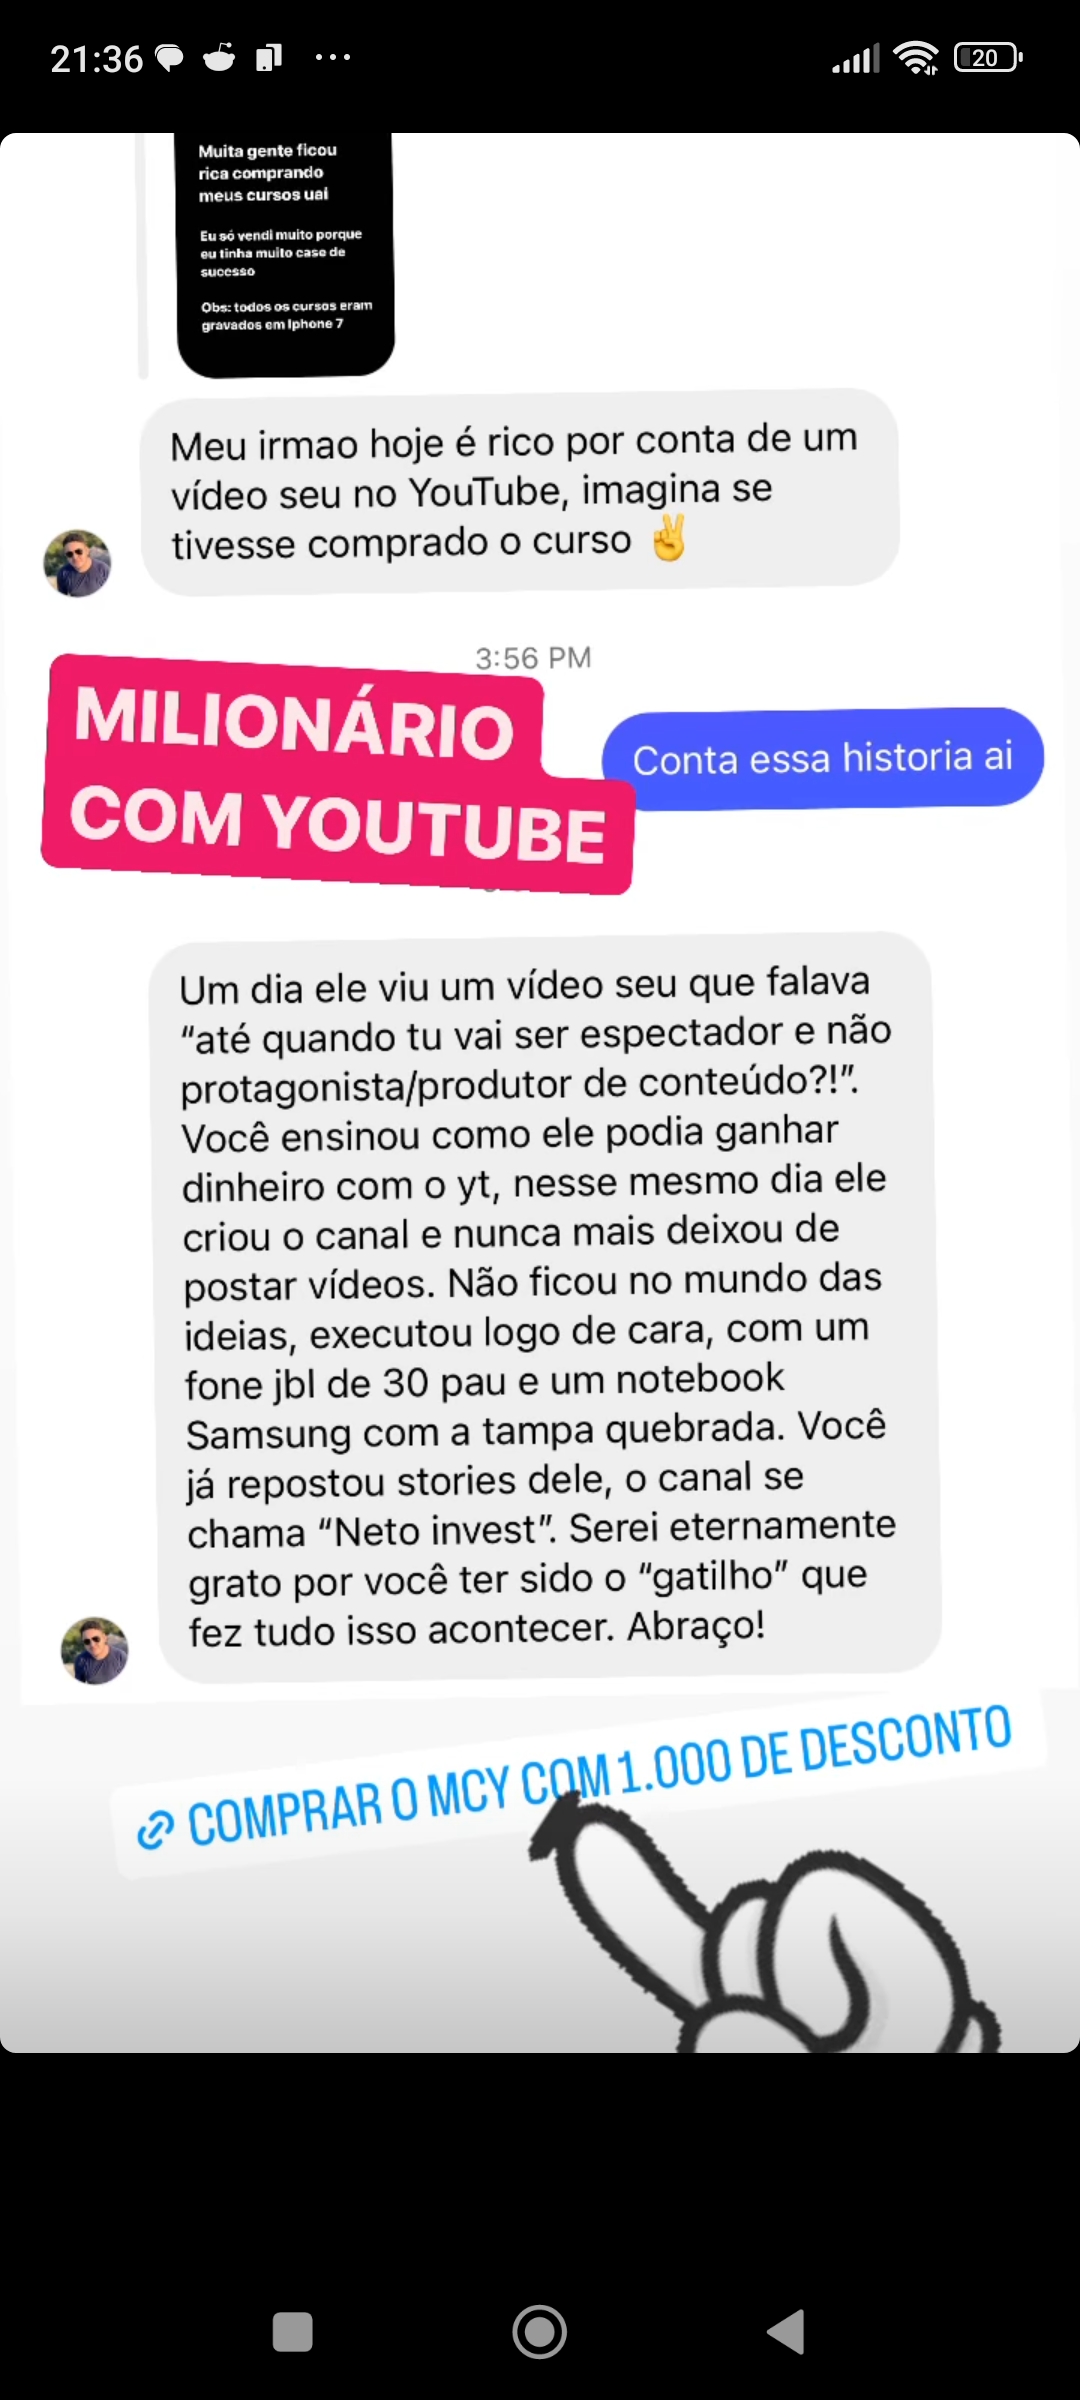 21:36
20
Muita gente ficou
rica comprando
meus cursos uai
Eu só vendi muito porque
eu tinha muito case de
sucesso
Obs: todos os cursos eram
gravados em Iphone 7
Meu irmao hoje é rico por conta de um
vídeo seu no YouTube, imagina se
tivesse comprado o curso ✌️
3:56 PM
MILIONÁRIO
COM YOUTUBE
Conta essa historia ai
Um dia ele viu um vídeo seu que falava
“até quando tu vai ser espectador e não
protagonista/produtor de conteúdo?!”.
Você ensinou como ele podia ganhar
dinheiro com o yt, nesse mesmo dia ele
criou o canal e nunca mais deixou de
postar vídeos. Não ficou no mundo das
ideias, executou logo de cara, com um
fone jbl de 30 pau e um notebook
Samsung com a tampa quebrada. Você
já repostou stories dele, o canal se
chama “Neto invest”. Serei eternamente
grato por você ter sido o “gatilho” que
fez tudo isso acontecer. Abraço!
COMPRAR O MCY COM 1.000 DE DESCONTO